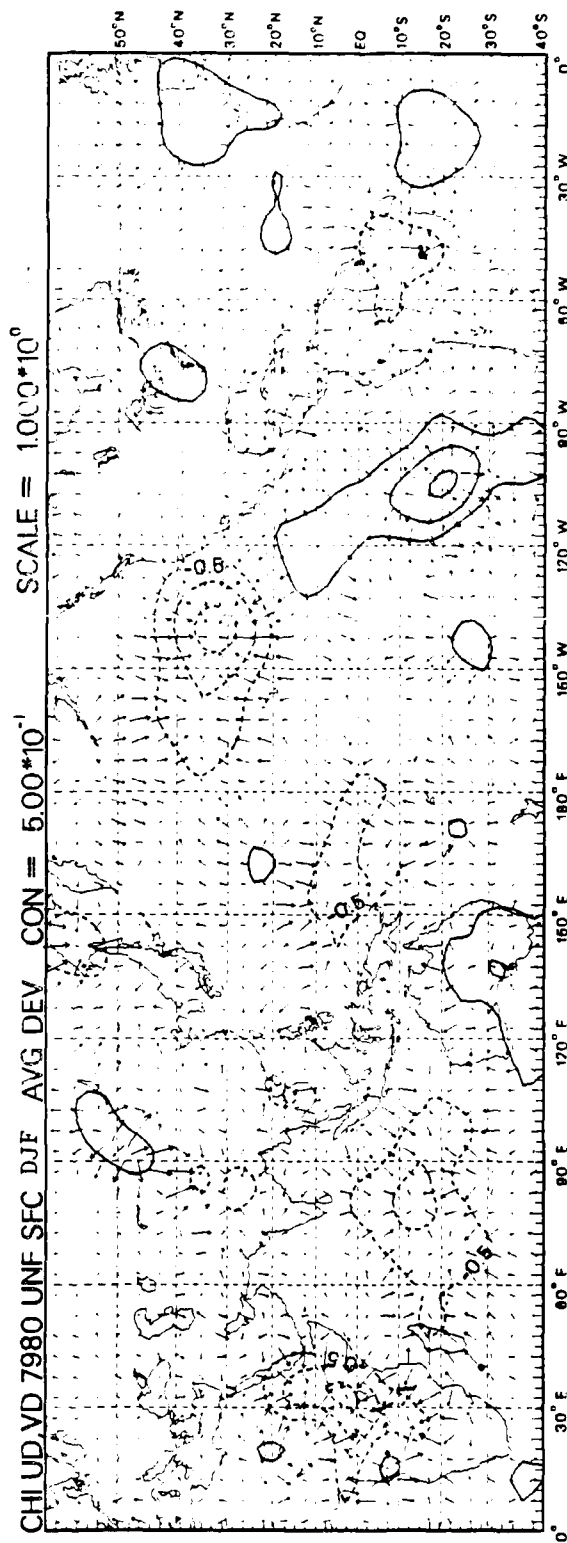 CHI UD,VD 7980 UNF SFC DJF AVG DEV CON = 5.00*10⁻¹ SCALE = 1.000*10⁰
50°N
40°N
30°N
20°N
10°N
EQ
10°S
20°S
30°S
40°S
-0.8
0.5
0.5
0° 30° E 60° E 90° E 120° E 150° E 180° E 150° W 120° W 90° W 60° W 30° W 0°